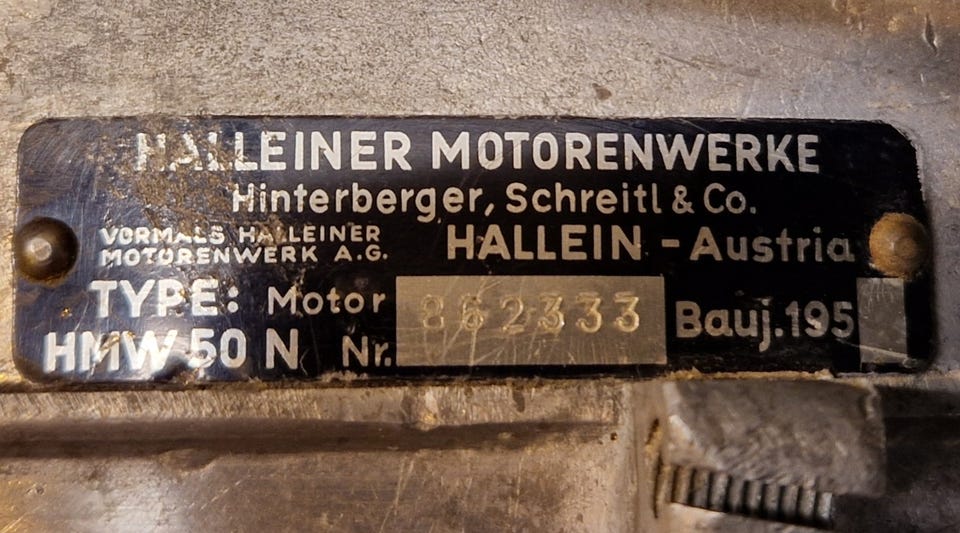 HALLEINER MOTORENWERKE
Hinterberger, Schreitl & Co.
VORMALS HALLEINER
MOTORENWERK A.G.
HALLEIN - Austria
TYPE: Motor
HMW 50 N Nr. 862333 Bauj. 195